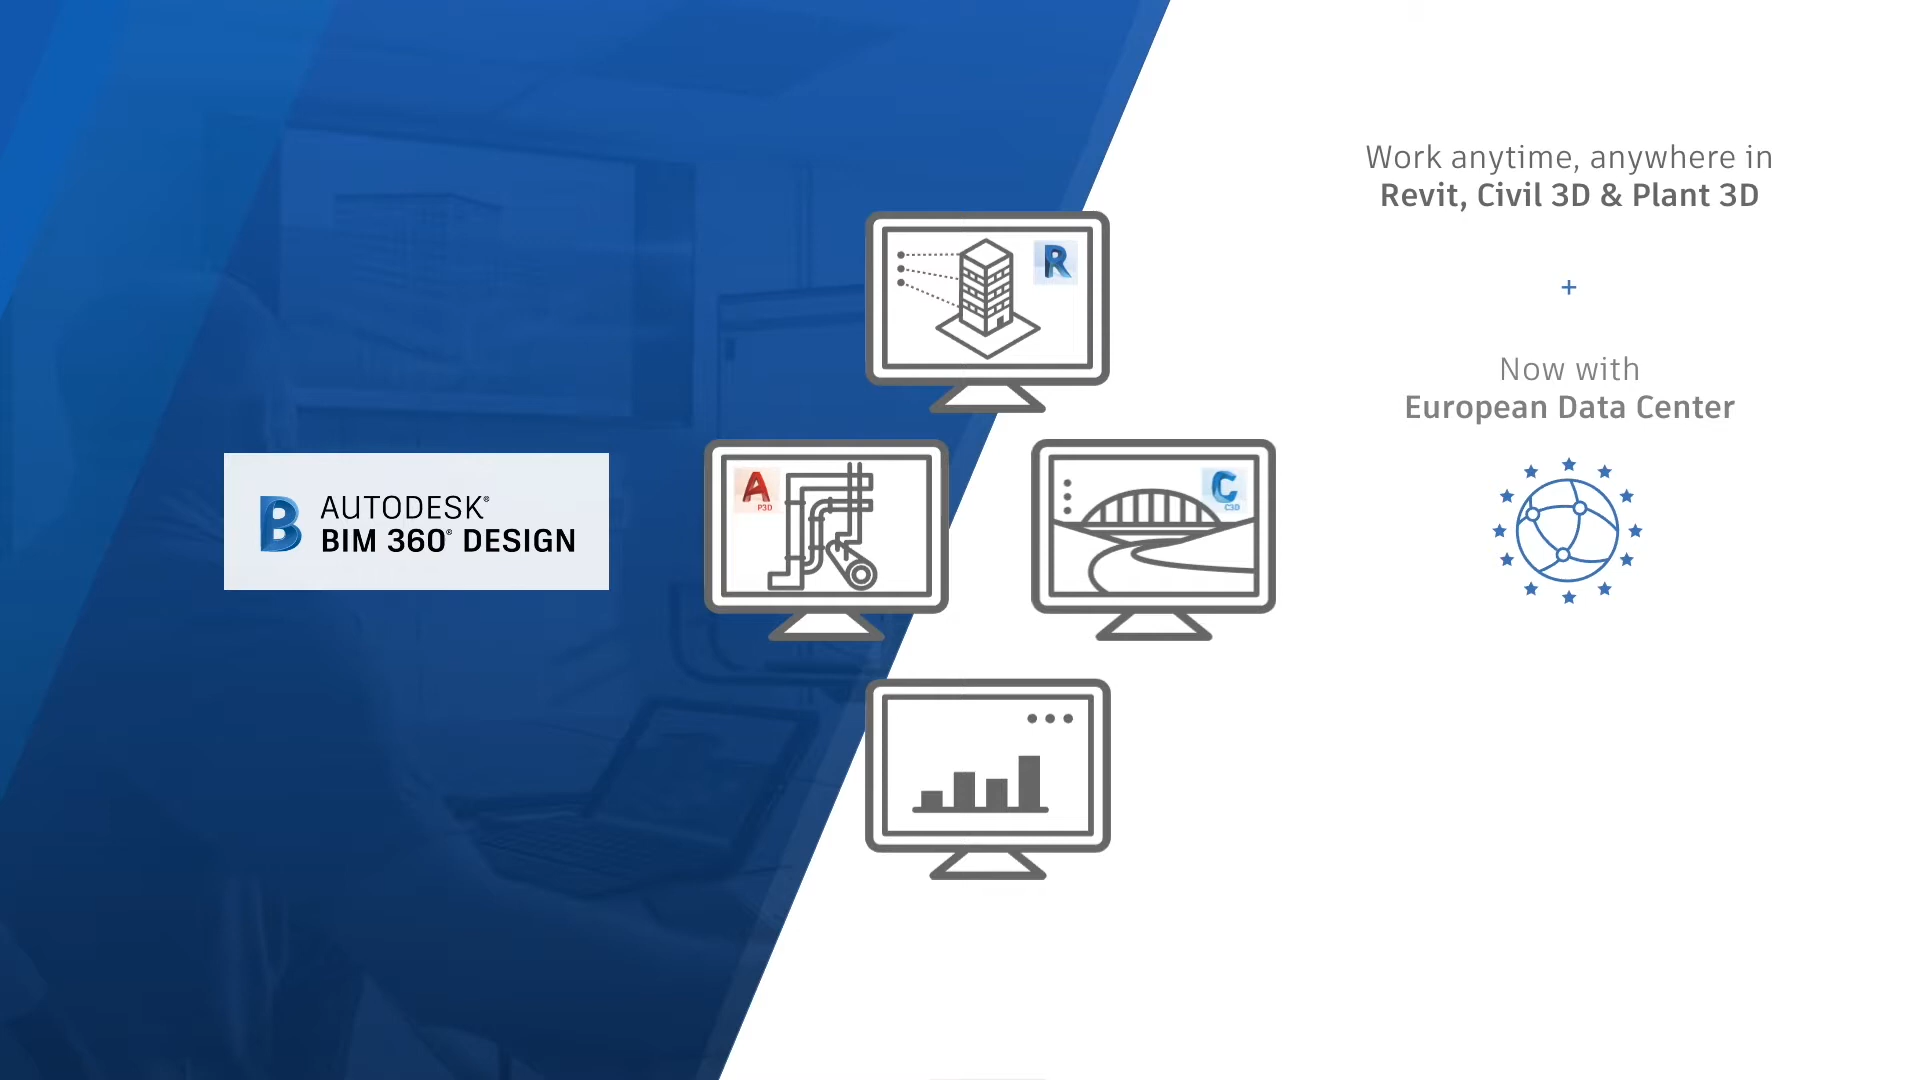 AUTODESK®
BIM 360® DESIGN
R
A
P3D
C
C3D
Work anytime, anywhere in
Revit, Civil 3D & Plant 3D
+
Now with
European Data Center